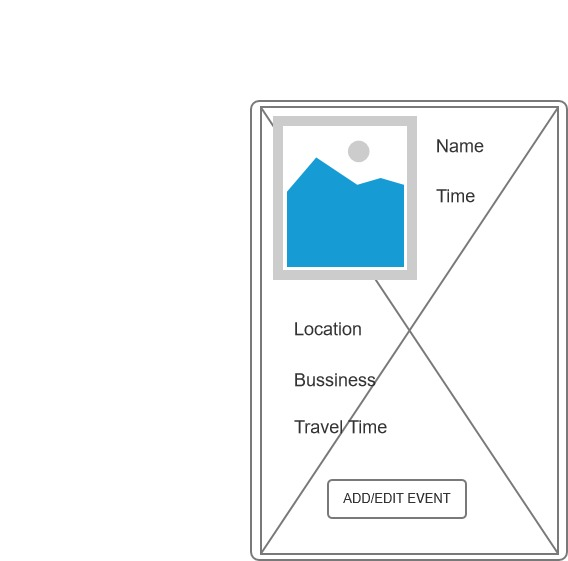 Name
Time
Location
Bussiness
Travel Time
ADD/EDIT EVENT